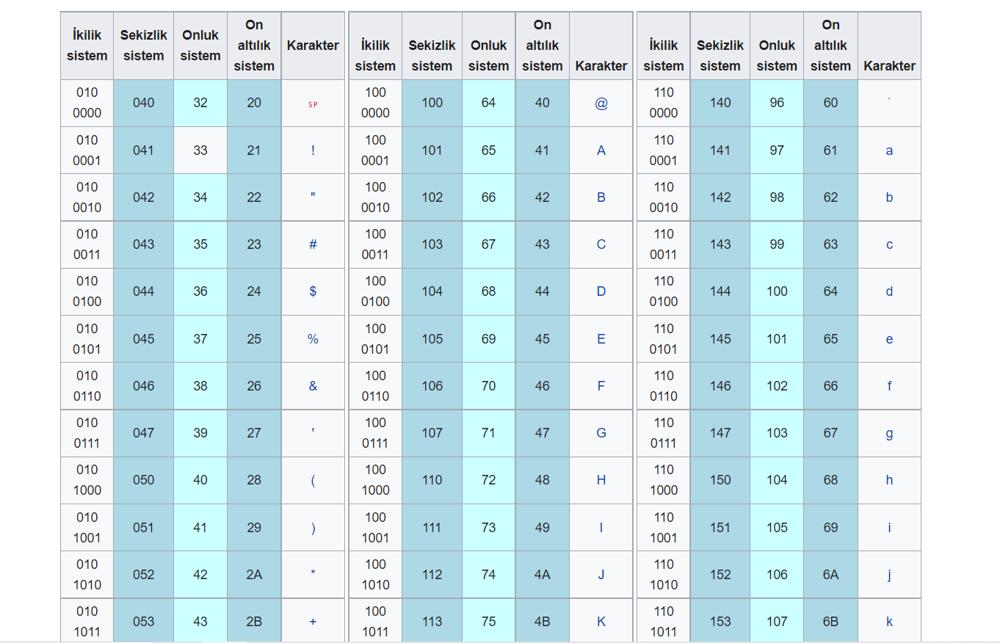 İkilik sistem Sekizlik sistem Onluk sistem On altılık sistem Karakter
010 0000 040 32 20 SP
010 0001 041 33 21 !
010 0010 042 34 22 "
010 0011 043 35 23 #
010 0100 044 36 24 $
010 0101 045 37 25 %
010 0110 046 38 26 &
010 0111 047 39 27 '
010 1000 050 40 28 (
010 1001 051 41 29 )
010 1010 052 42 2A *
010 1011 053 43 2B +
İkilik sistem Sekizlik sistem Onluk sistem On altılık sistem Karakter
100 0000 100 64 40 @
100 0001 101 65 41 A
100 0010 102 66 42 B
100 0011 103 67 43 C
100 0100 104 68 44 D
100 0101 105 69 45 E
100 0110 106 70 46 F
100 0111 107 71 47 G
100 1000 110 72 48 H
100 1001 111 73 49 I
100 1010 112 74 4A J
100 1011 113 75 4B K
İkilik sistem Sekizlik sistem Onluk sistem On altılık sistem Karakter
110 0000 140 96 60 `
110 0001 141 97 61 a
110 0010 142 98 62 b
110 0011 143 99 63 c
110 0100 144 100 64 d
110 0101 145 101 65 e
110 0110 146 102 66 f
110 0111 147 103 67 g
110 1000 150 104 68 h
110 1001 151 105 69 i
110 1010 152 106 6A j
110 1011 153 107 6B k